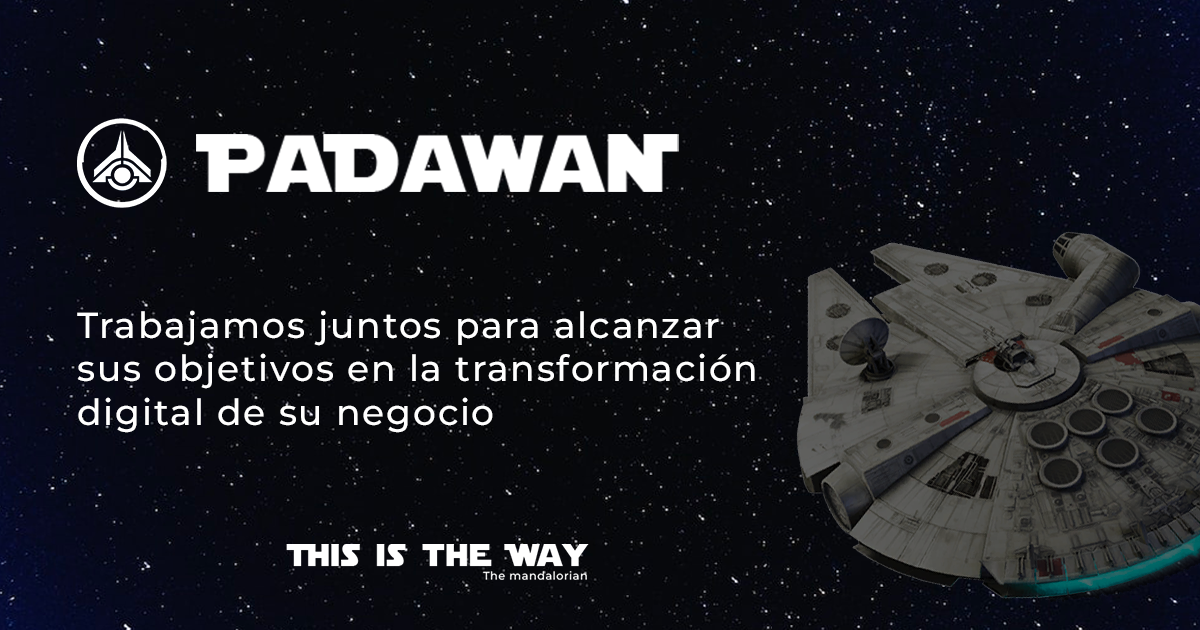 PADAWAN
Trabajamos juntos para alcanzar
sus objetivos en la transformación
digital de su negocio
THIS IS THE WAY
The mandalorian